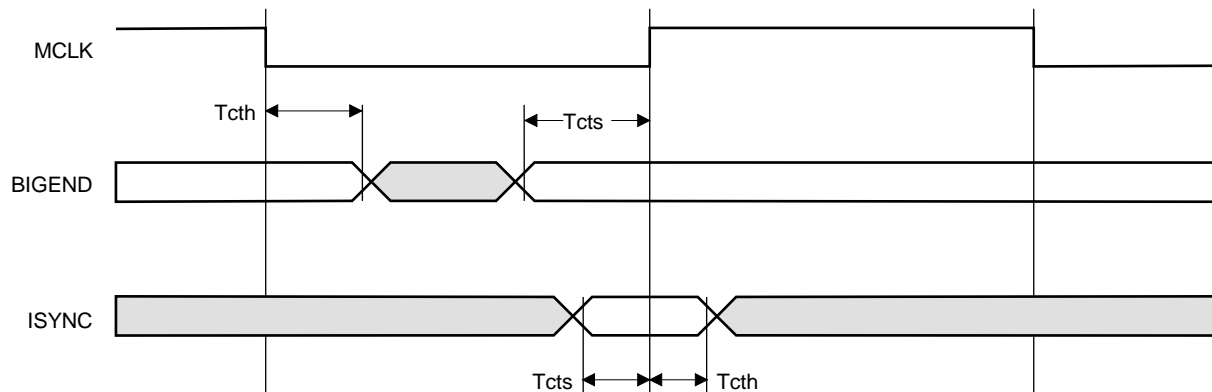 MCLK
Tcth
Tcts
BIGEND
ISYNC
Tcts
Tcth